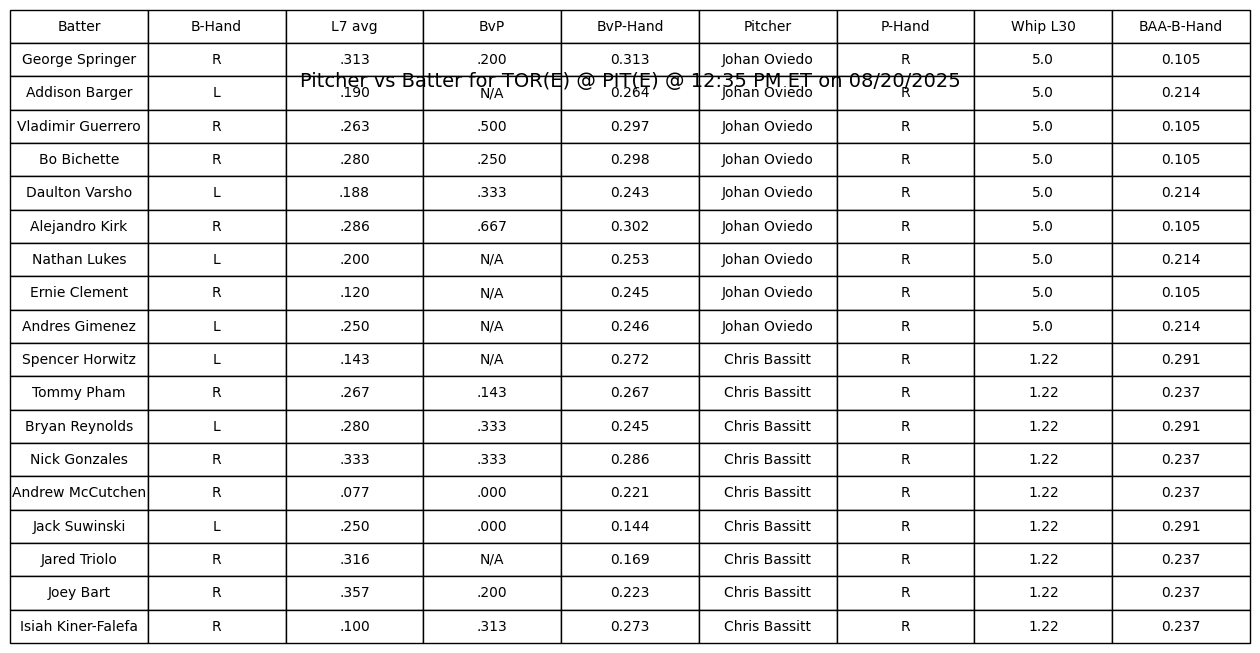 Batter B-Hand L7 avg BvP BvP-Hand Pitcher P-Hand Whip L30 BAA-B-Hand
George Springer R .313 .200 0.313 Johan Oviedo R 5.0 0.105
Pitcher vs Batter for TOR(E) @ PIT(E) @ 12:35 PM ET on 08/20/2025
Addison Barger L .190 N/A 0.264 Johan Oviedo R 5.0 0.214
Vladimir Guerrero R .263 .500 0.297 Johan Oviedo R 5.0 0.105
Bo Bichette R .280 .250 0.298 Johan Oviedo R 5.0 0.105
Daulton Varsho L .188 .333 0.243 Johan Oviedo R 5.0 0.214
Alejandro Kirk R .286 .667 0.302 Johan Oviedo R 5.0 0.105
Nathan Lukes L .200 N/A 0.253 Johan Oviedo R 5.0 0.214
Ernie Clement R .120 N/A 0.245 Johan Oviedo R 5.0 0.105
Andres Gimenez L .250 N/A 0.246 Johan Oviedo R 5.0 0.214
Spencer Horwitz L .143 N/A 0.272 Chris Bassitt R 1.22 0.291
Tommy Pham R .267 .143 0.267 Chris Bassitt R 1.22 0.237
Bryan Reynolds L .280 .333 0.245 Chris Bassitt R 1.22 0.291
Nick Gonzales R .333 .333 0.286 Chris Bassitt R 1.22 0.237
Andrew McCutchen R .077 .000 0.221 Chris Bassitt R 1.22 0.237
Jack Suwinski L .250 .000 0.144 Chris Bassitt R 1.22 0.291
Jared Triolo R .316 N/A 0.169 Chris Bassitt R 1.22 0.237
Joey Bart R .357 .200 0.223 Chris Bassitt R 1.22 0.237
Isiah Kiner-Falefa R .100 .313 0.273 Chris Bassitt R 1.22 0.237